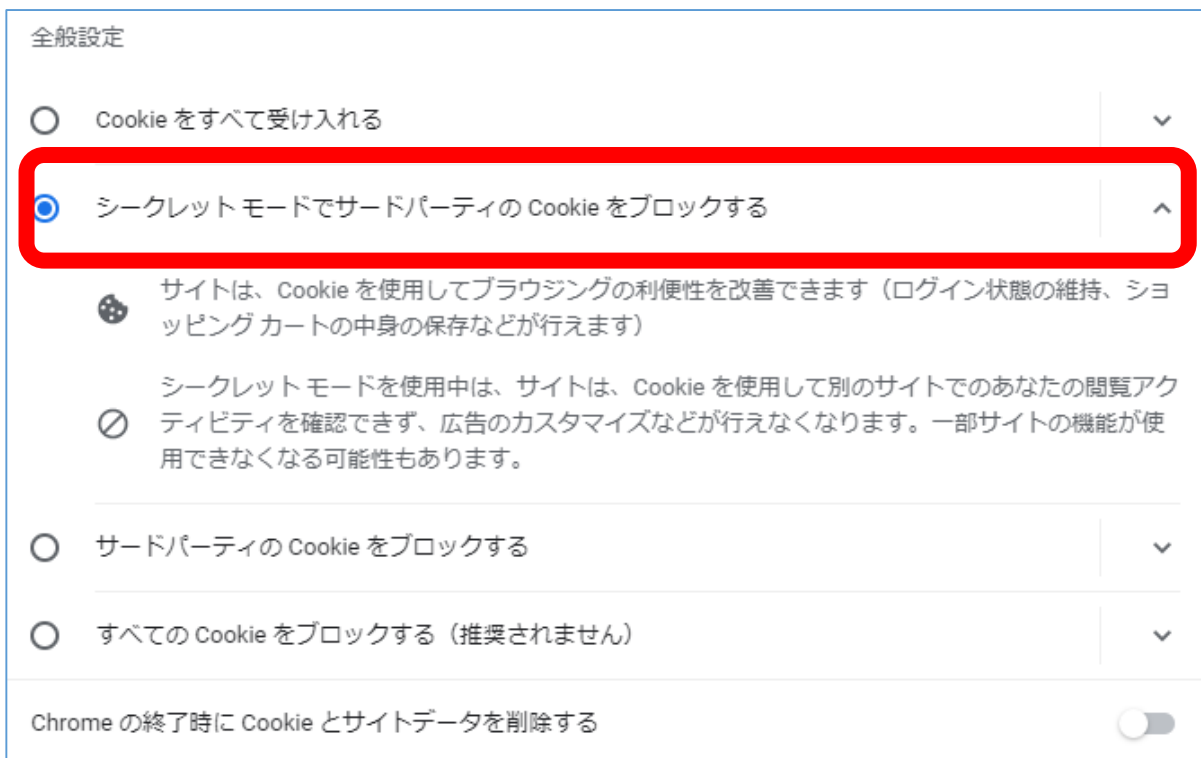 全般設定
Cookie をすべて受け入れる
シークレット モードでサードパーティの Cookie をブロックする
サイトは、Cookie を使用してブラウジングの利便性を改善できます（ログイン状態の維持、ショ
ッピング カートの中身の保存などが行えます）
シークレット モードを使用中は、サイトは、Cookie を使用して別のサイトでのあなたの閲覧アク
ティビティを確認できず、広告のカスタマイズなどが行えなくなります。一部サイトの機能が使
用できなくなる可能性もあります。
サードパーティの Cookie をブロックする
すべての Cookie をブロックする（推奨されません）
Chrome の終了時に Cookie とサイトデータを削除する